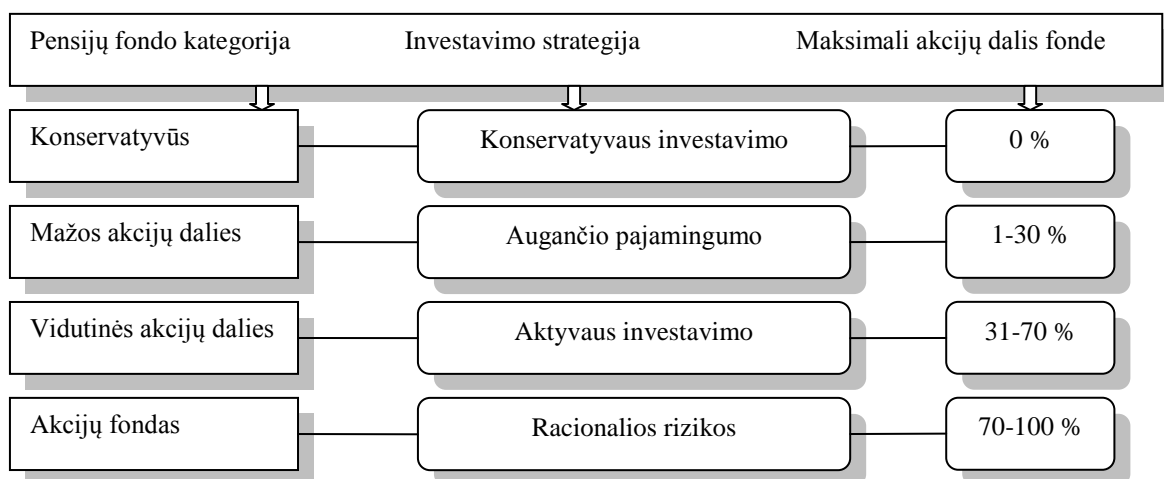 Pensijų fondo kategorija Investavimo strategija Maksimali akcijų dalis fonde
Konservatyvūs Konservatyvaus investavimo 0 %
Mažos akcijų dalies Augančio pajamingumo 1-30 %
Vidutinės akcijų dalies Aktyvaus investavimo 31-70 %
Akcijų fondas Racionalios rizikos 70-100 %